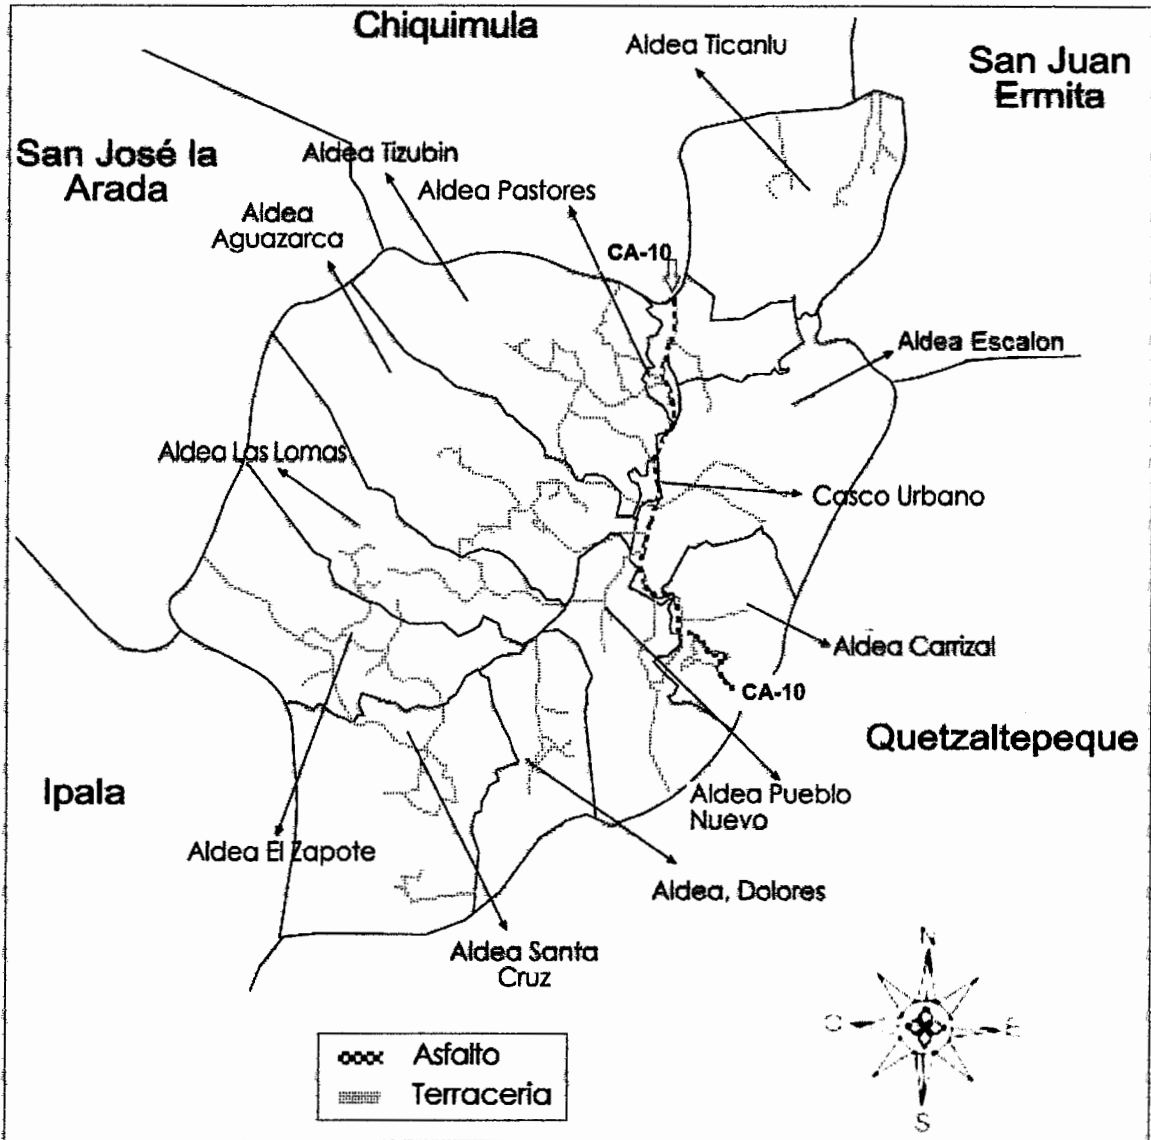 Chiquimula
Aldea Ticanlu
San Juan
Ermita
San José la
Arada
Aldea Tizubin
Aldea Pastores
Aldea
Aguazarca
CA-10
Aldea Escalon
Aldea Las Lomas
Casco Urbano
Aldea Carrizal
CA-10
Quetzaltepeque
Ipala
Aldea Pueblo
Nuevo
Aldea El Zapote
Aldea, Dolores
Aldea Santa
Cruz
N
O
E
S
Asfalto
Terraceria